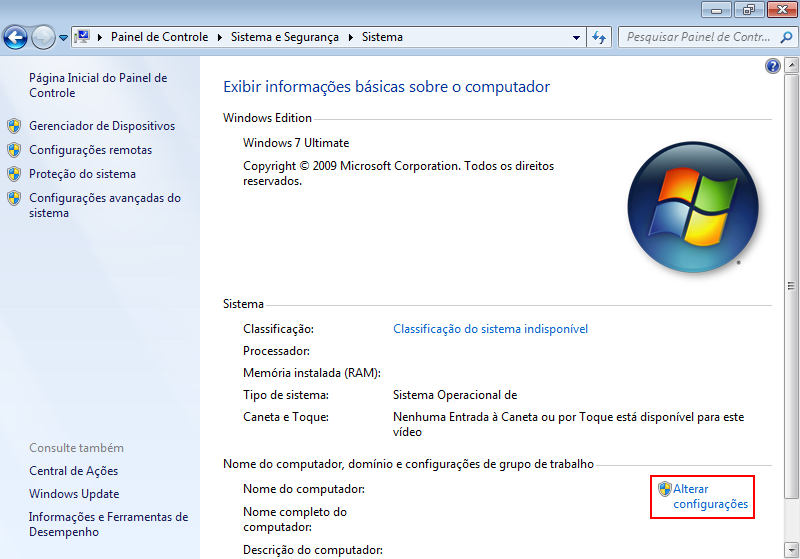 Painel de Controle
Sistema e Segurança
Sistema
Pesquisar Painel de Contr...
Página Inicial do Painel de
Controle
Gerenciador de Dispositivos
Configurações remotas
Proteção do sistema
Configurações avançadas do
sistema
Consulte também
Central de Ações
Windows Update
Informações e Ferramentas de
Desempenho
Exibir informações básicas sobre o computador
Windows Edition
Windows 7 Ultimate
Copyright © 2009 Microsoft Corporation. Todos os direitos
reservados.
Sistema
Classificação: Classificação do sistema indisponível
Processador:
Memória instalada (RAM):
Tipo de sistema: Sistema Operacional de
Caneta e Toque: Nenhuma Entrada à Caneta ou por Toque está disponível para este
vídeo
Nome do computador, domínio e configurações de grupo de trabalho
Nome do computador:
Alterar
configurações
Nome completo do
computador:
Descrição do computador: